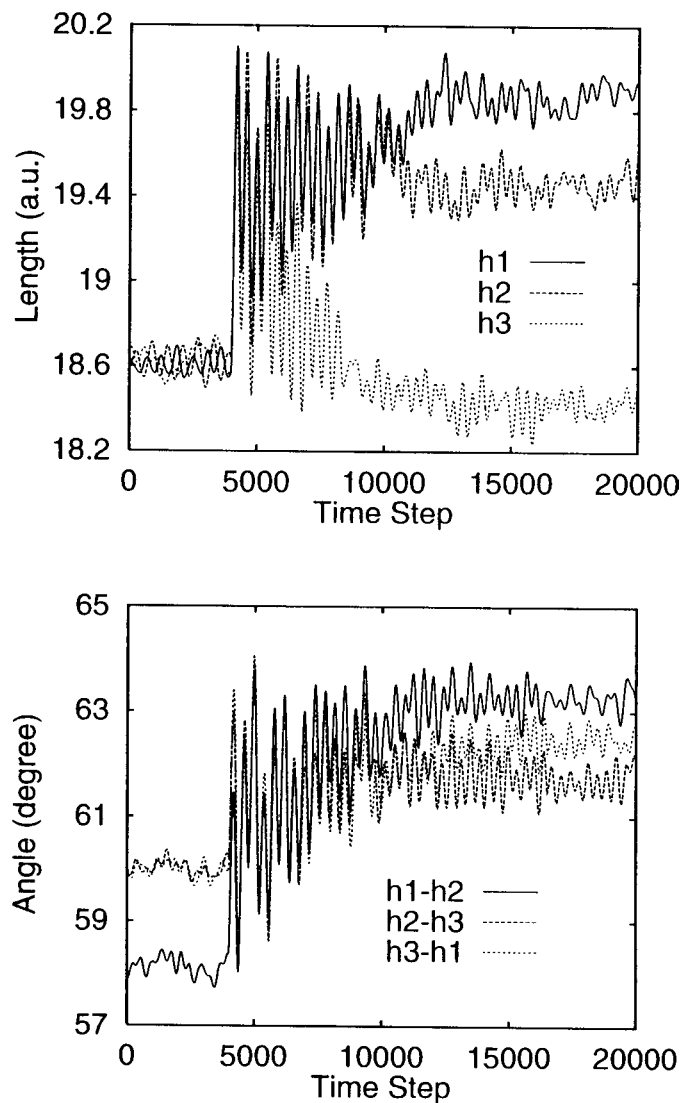 20.2
19.8
19.4
19
18.6
18.2
Length (a.u.)
h1
h2
h3
0
5000
10000
15000
20000
Time Step
65
63
61
59
57
Angle (degree)
h1-h2
h2-h3
h3-h1
0
5000
10000
15000
20000
Time Step